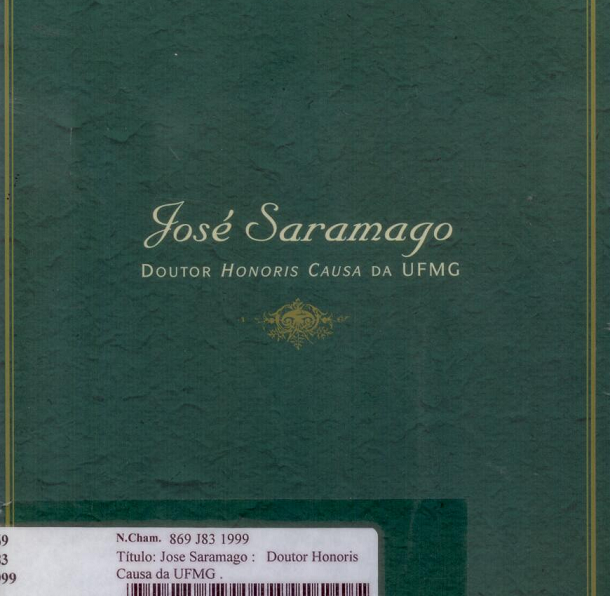 José Saramago
DOUTOR HONORIS CAUSA DA UFMG
N.Cham. 869 J83 1999
Título: Jose Saramago : Doutor Honoris
Causa da UFMG .